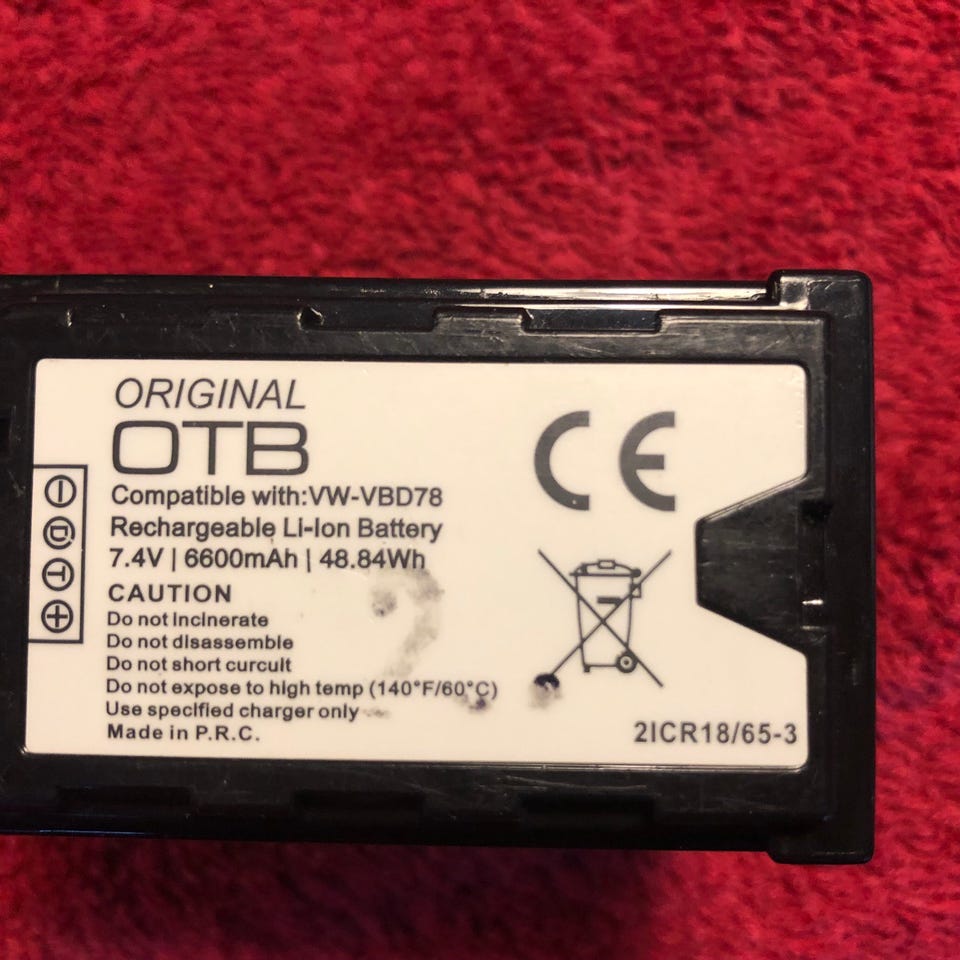 ORIGINAL
OTB
Compatible with:VW-VBD78
Rechargeable Li-Ion Battery
7.4V | 6600mAh | 48.84Wh
CAUTION
Do not Incinerate
Do not disassemble
Do not short curcult
Do not expose to high temp (140°F/60°C)
Use specified charger only
Made in P.R.C.
CE
2ICR18/65-3
− D T +